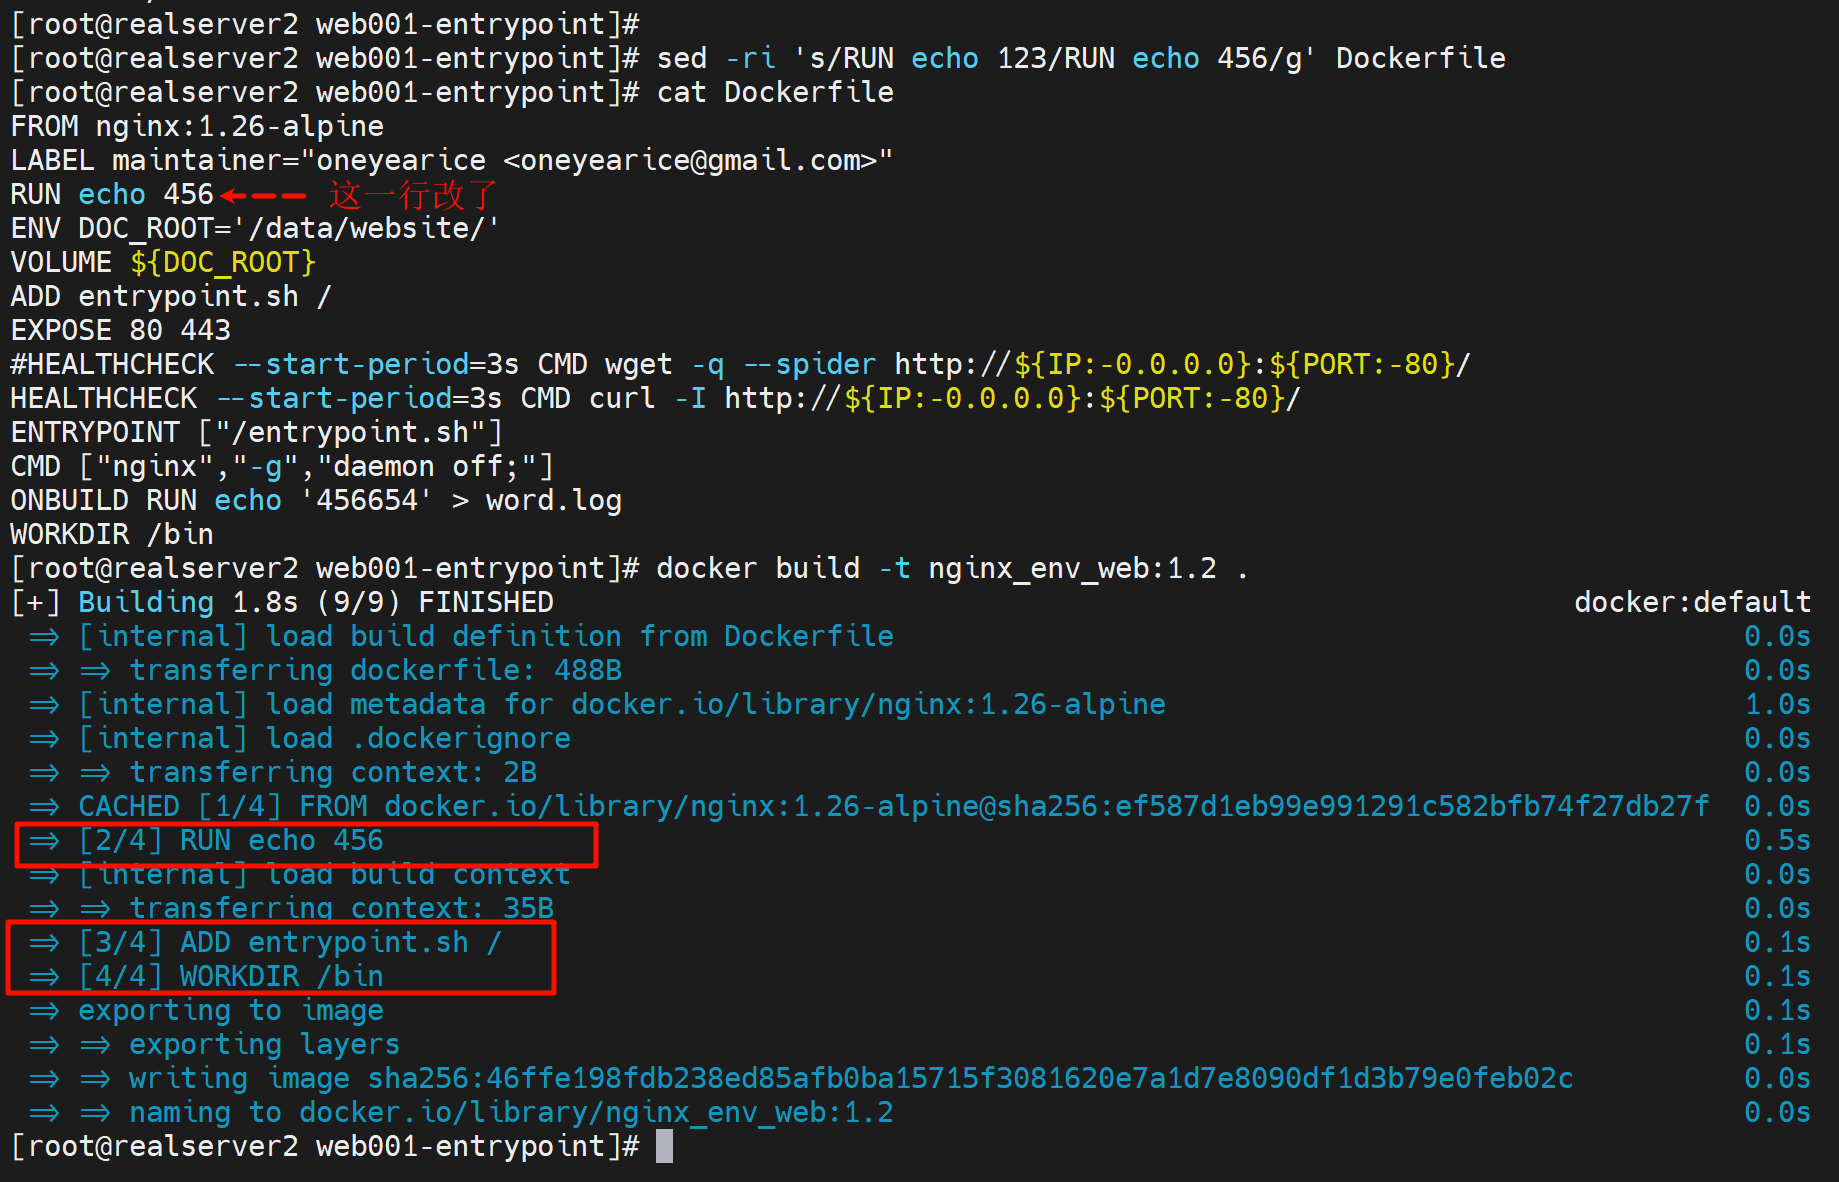 [root@realserver2 web001-entrypoint]#
[root@realserver2 web001-entrypoint]# sed -ri 's/RUN echo 123/RUN echo 456/g' Dockerfile
[root@realserver2 web001-entrypoint]# cat Dockerfile
FROM nginx:1.26-alpine
LABEL maintainer="oneyearice <oneyearice@gmail.com>"
RUN echo 456 这一行改了
ENV DOC_ROOT='/data/website/'
VOLUME ${DOC_ROOT}
ADD entrypoint.sh /
EXPOSE 80 443
#HEALTHCHECK --start-period=3s CMD wget -q --spider http://${IP:-0.0.0.0}:${PORT:-80}/
HEALTHCHECK --start-period=3s CMD curl -I http://${IP:-0.0.0.0}:${PORT:-80}/
ENTRYPOINT ["/entrypoint.sh"]
CMD ["nginx","-g","daemon off;"]
ONBUILD RUN echo '456654' > word.log
WORKDIR /bin
[root@realserver2 web001-entrypoint]# docker build -t nginx_env_web:1.2 .
[+] Building 1.8s (9/9) FINISHED docker:default
=> [internal] load build definition from Dockerfile 0.0s
=> => transferring dockerfile: 488B 0.0s
=> [internal] load metadata for docker.io/library/nginx:1.26-alpine 1.0s
=> [internal] load .dockerignore 0.0s
=> => transferring context: 2B 0.0s
=> CACHED [1/4] FROM docker.io/library/nginx:1.26-alpine@sha256:ef587d1eb99e991291c582bfb74f27db27f 0.0s
=> [2/4] RUN echo 456 0.5s
=> [internal] load build context 0.0s
=> => transferring context: 35B 0.0s
=> [3/4] ADD entrypoint.sh / 0.1s
=> [4/4] WORKDIR /bin 0.1s
=> exporting to image 0.1s
=> => exporting layers 0.1s
=> => writing image sha256:46ffe198fdb238ed85afb0ba15715f3081620e7a1d7e8090df1d3b79e0feb02c 0.0s
=> => naming to docker.io/library/nginx_env_web:1.2 0.0s
[root@realserver2 web001-entrypoint]#